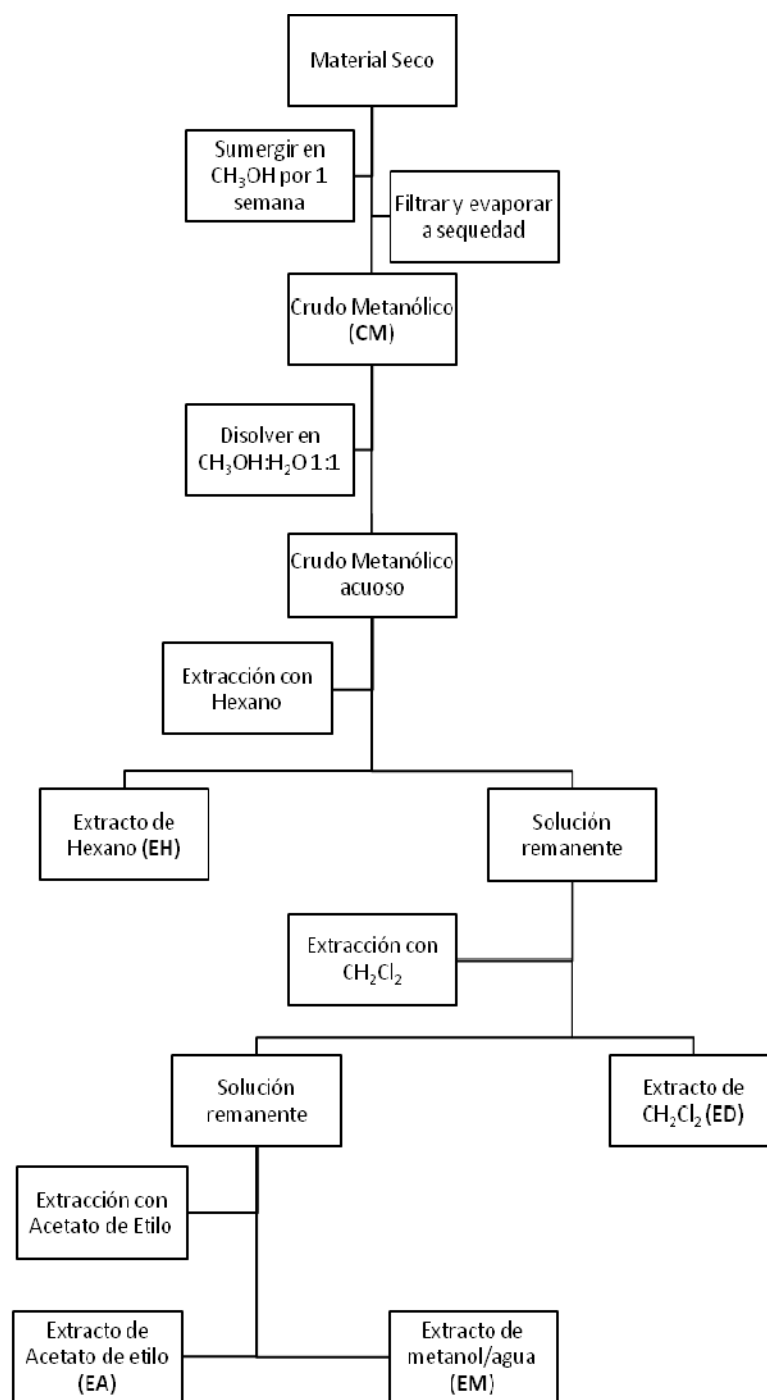 Material Seco
Sumergir en
CH₃OH por 1
semana
Filtrar y evaporar
a sequedad
Crudo Metanólico
(CM)
Disolver en
CH₃OH:H₂O 1:1
Crudo Metanólico
acuoso
Extracción con
Hexano
Extracto de
Hexano (EH)
Solución
remanente
Extracción con
CH₂Cl₂
Solución
remanente
Extracto de
CH₂Cl₂ (ED)
Extracción con
Acetato de Etilo
Extracto de
Acetato de etilo
(EA)
Extracto de
metanol/agua
(EM)